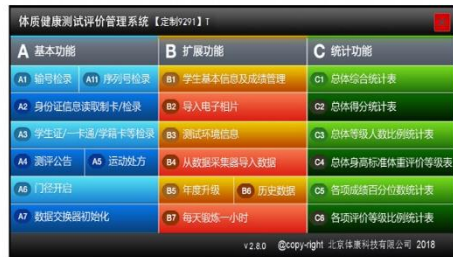 体质健康测试评价管理系统【定制9291】T
A 基本功能
B 扩展功能
C 统计功能
A1 输号检录
A11 序列号检录
B1 学生基本信息及成绩管理
C1 总体综合统计表
A2 身份证信息读取制卡/检录
B2 导入电子相片
C2 总体得分统计表
A3 学生证/一卡通/学籍卡等检录
B3 测试环境信息
C3 总体等级人数比例统计表
A4 测评公告
A5 运动处方
B4 从数据采集器导入数据
C4 总体身高标准体重评价等级表
A6 门径开启
B5 年度升级
B6 历史数据
C5 各项成绩百分位数统计表
A7 数据交换器初始化
B7 每天锻炼一小时
C6 各项评价等级比例统计表
v 2.8.0 @copy-right 北京体康科技有限公司 2018